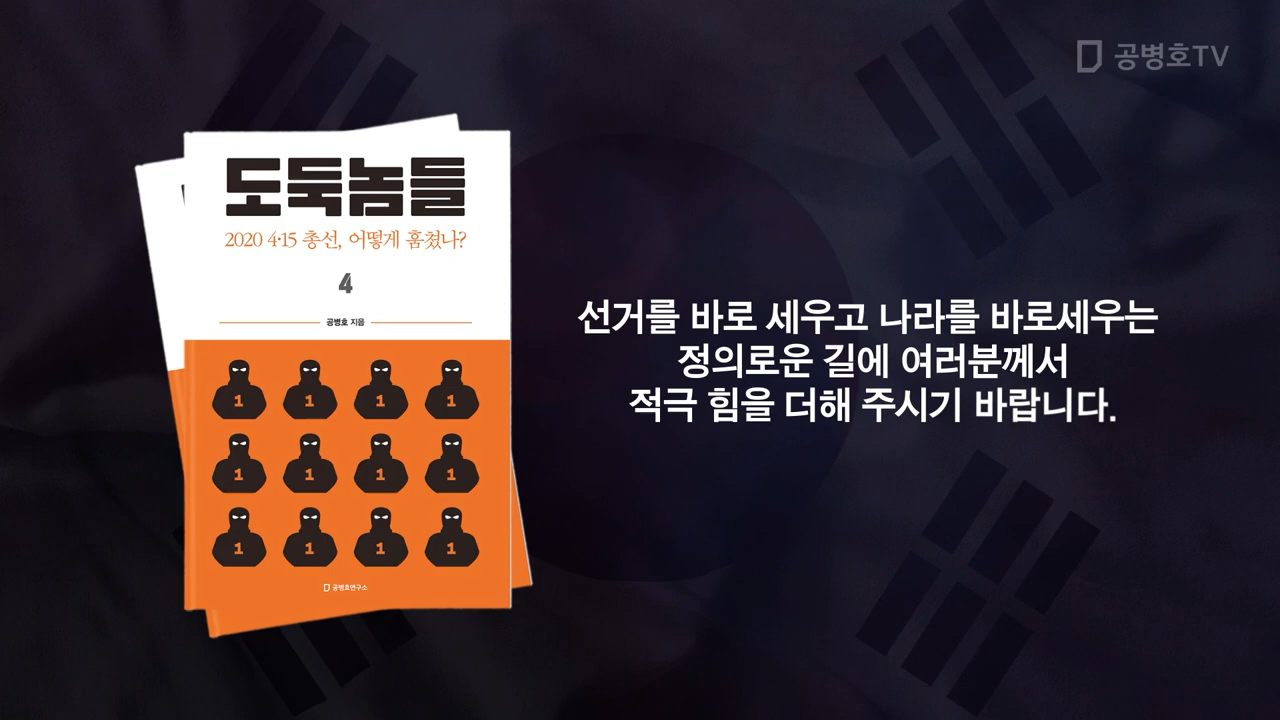 공병호TV
도둑놈들
2020 4·15 총선, 어떻게 훔쳤나?
4
공병호 지음
1 1 1 1
1 1 1 1
1 1 1 1
공병호연구소
선거를 바로 세우고 나라를 바로세우는
정의로운 길에 여러분께서
적극 힘을 더해 주시기 바랍니다.